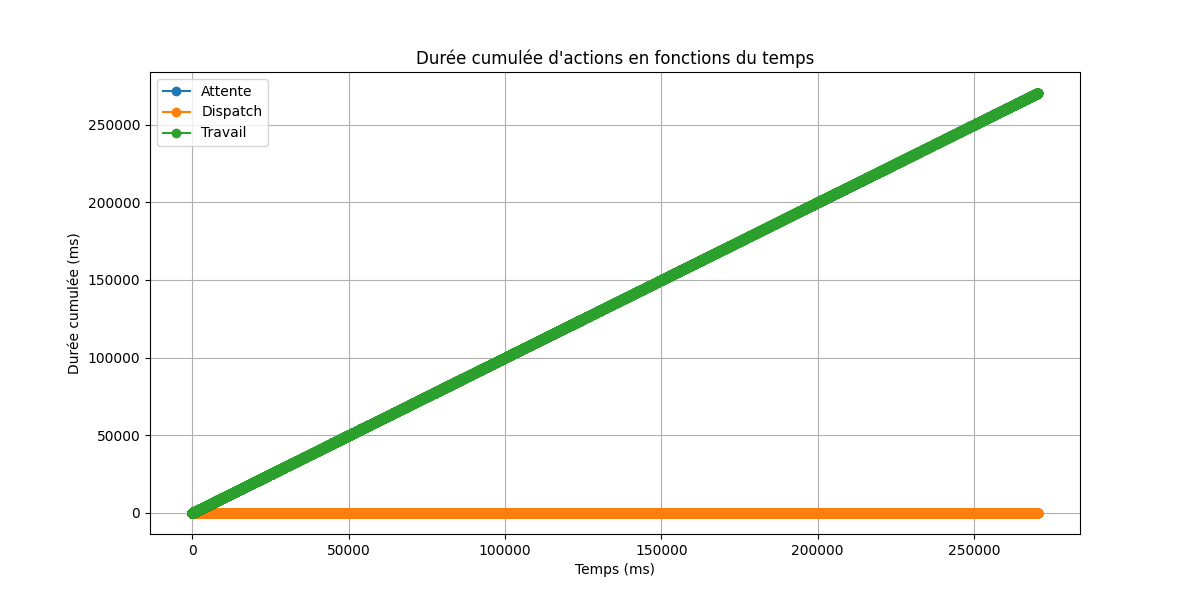 Durée cumulée d'actions en fonctions du temps
Attente
Dispatch
Travail
Durée cumulée (ms)
250000
200000
150000
100000
50000
0
0 50000 100000 150000 200000 250000
Temps (ms)